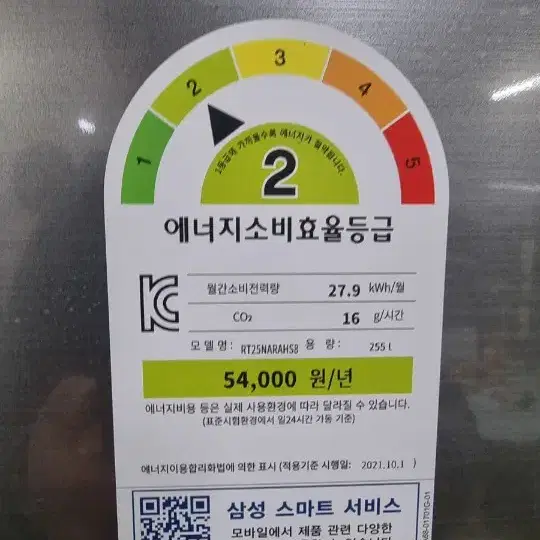 1 2 3 4 5
1등급에 가까울수록 에너지가 절약됩니다.
2
에너지소비효율등급
월간소비전력량 27.9 kWh/월
CO₂ 16 g/시간
모델명: RT25NARAHS8 용량: 255 l
54,000 원/년
에너지비용 등은 실제 사용환경에 따라 달라질 수 있습니다.
(표준시험환경에서 일24시간 가동 기준)
에너지이용합리화법에 의한 표시 (적용기준 시행일: 2021.10.1 )
삼성 스마트 서비스
모바일에서 제품 관련 다양한